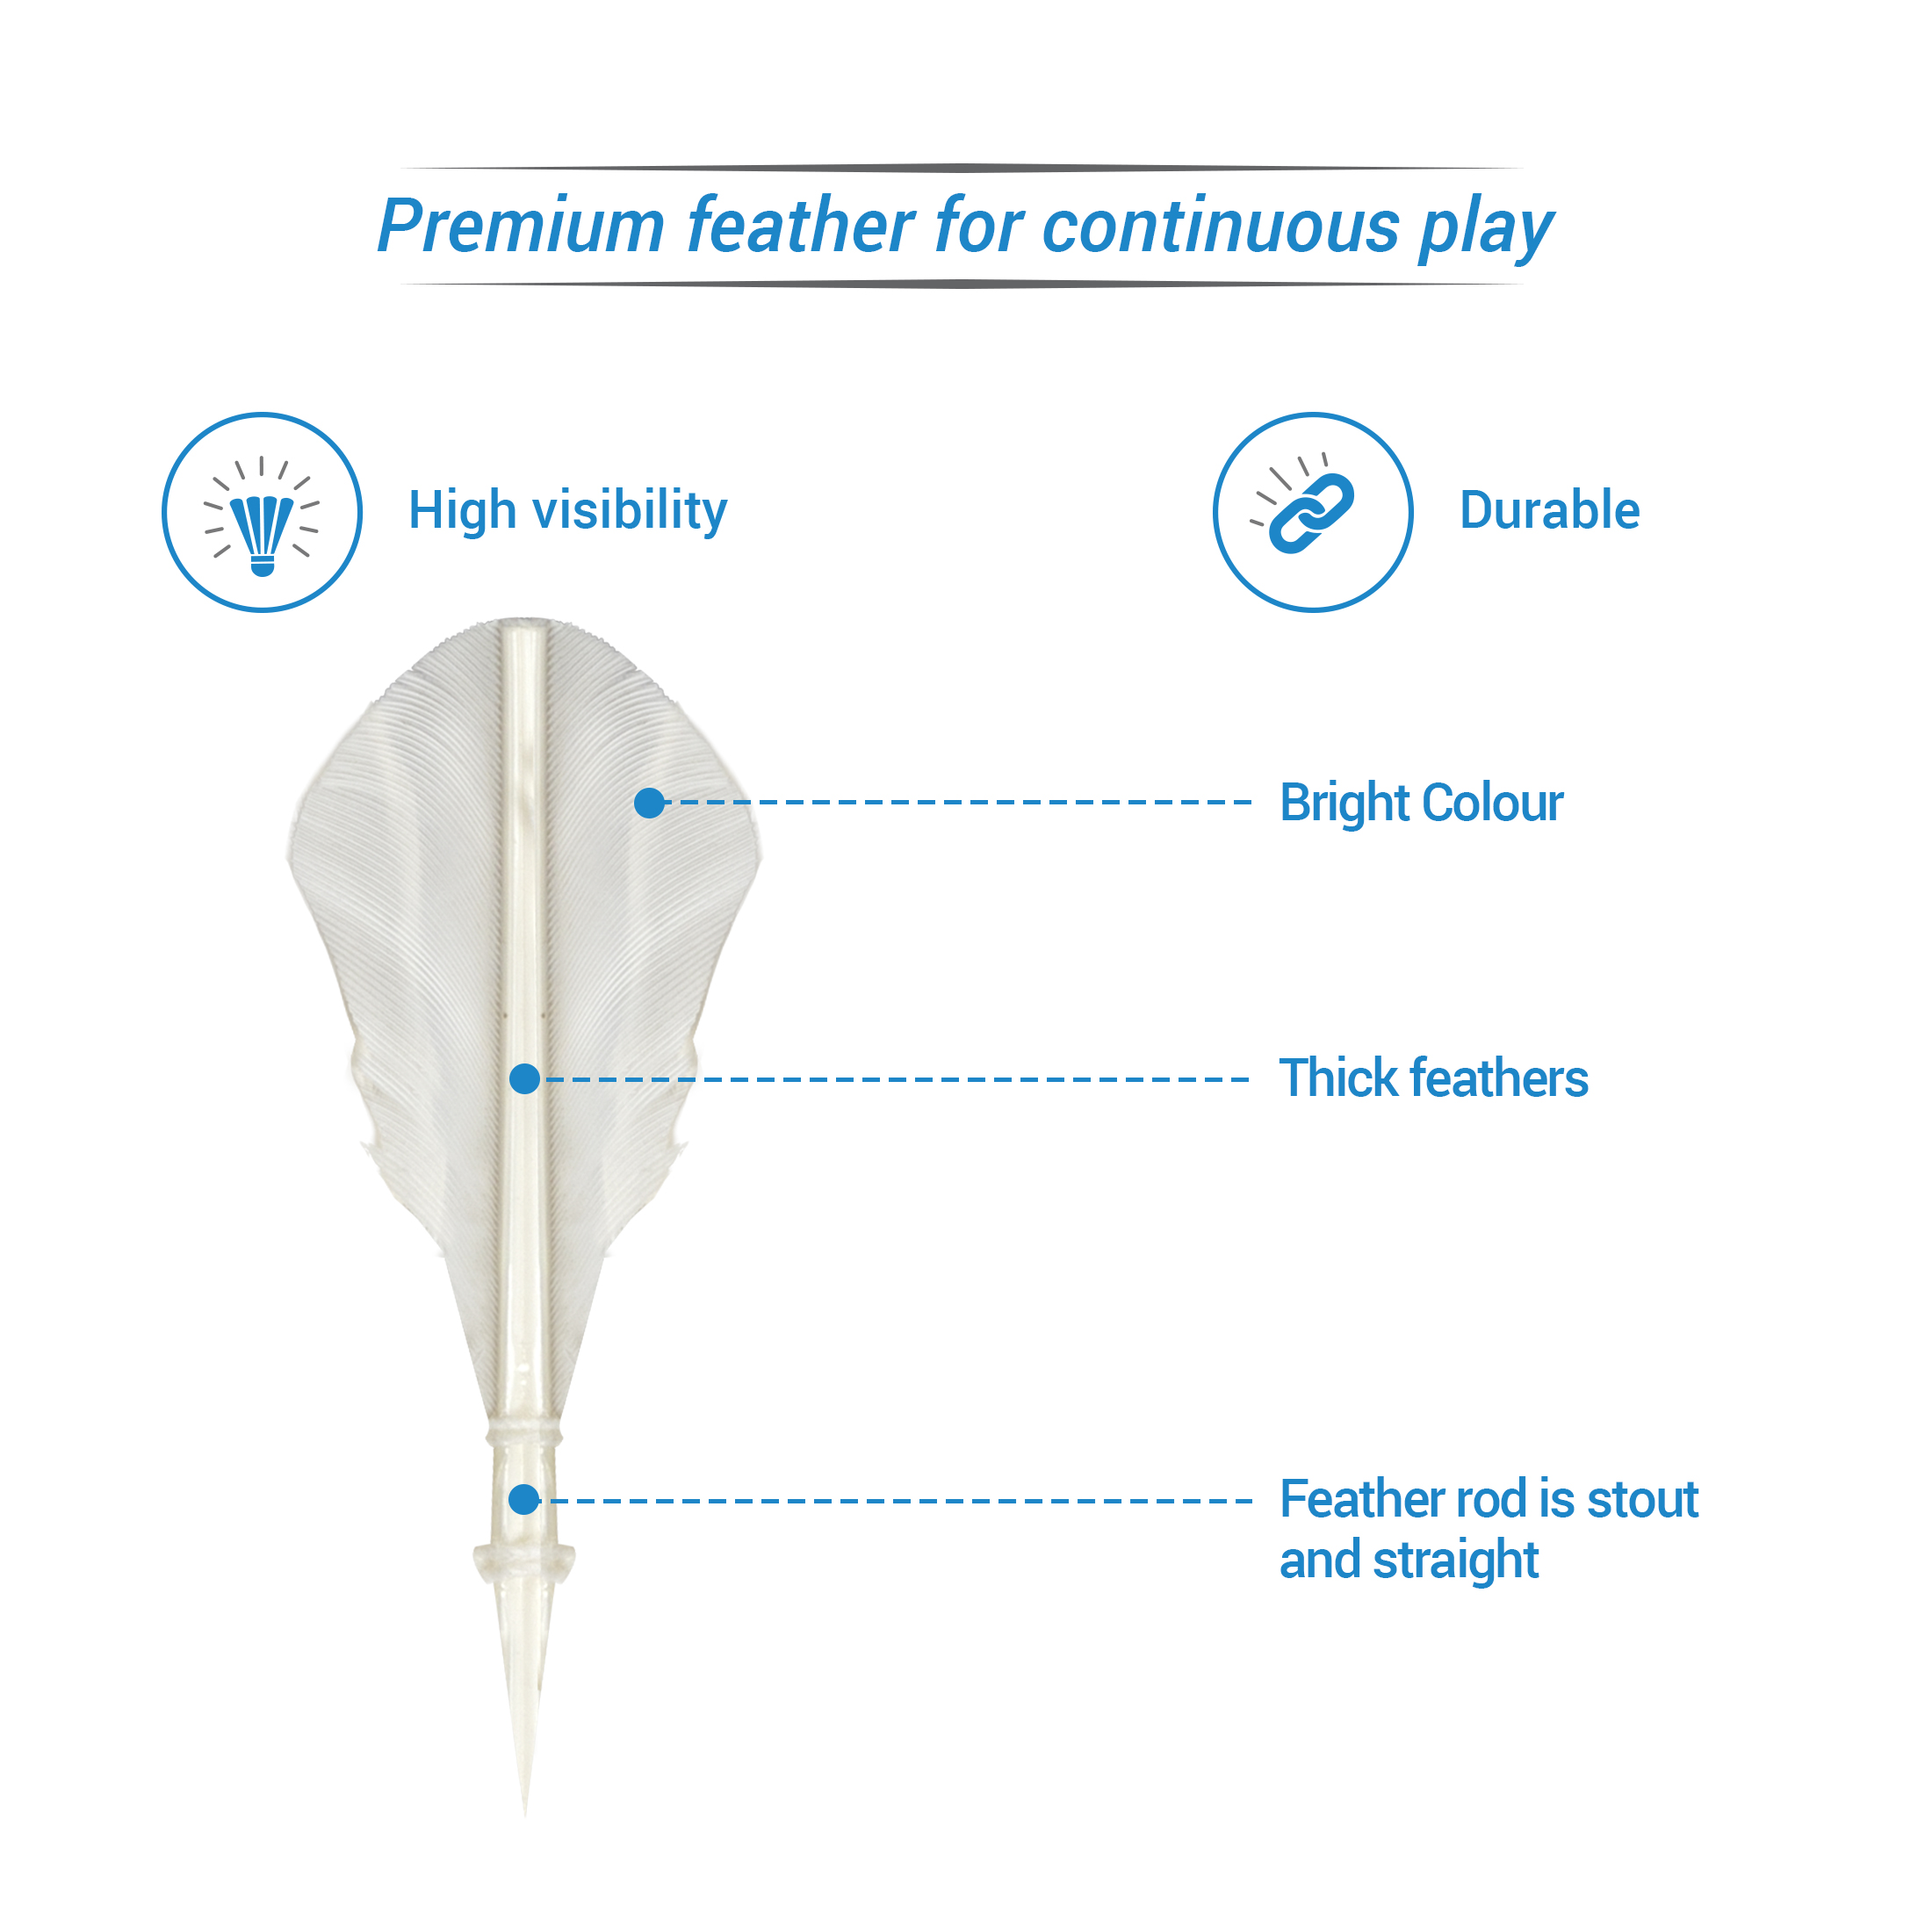 Premium feather for continuous play
High visibility
Durable
Bright Colour
Thick feathers
Feather rod is stout
and straight